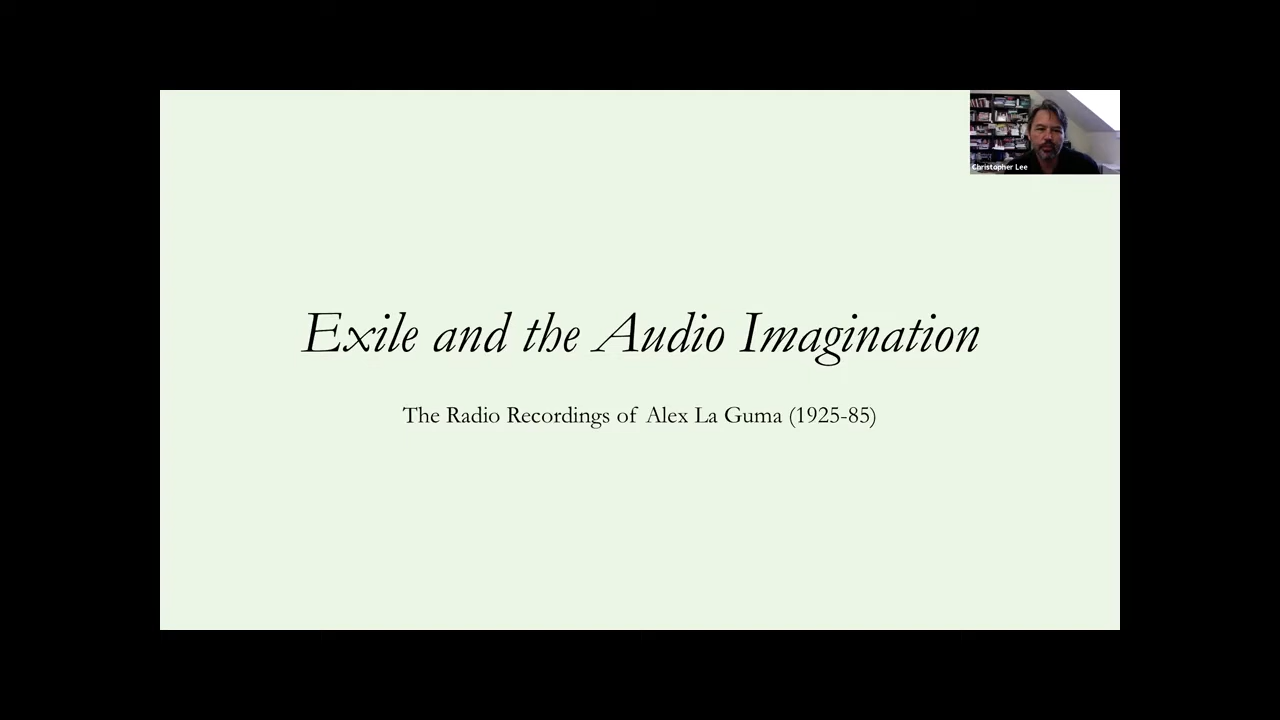 Christopher Lee
Exile and the Audio Imagination
The Radio Recordings of Alex La Guma (1925-85)